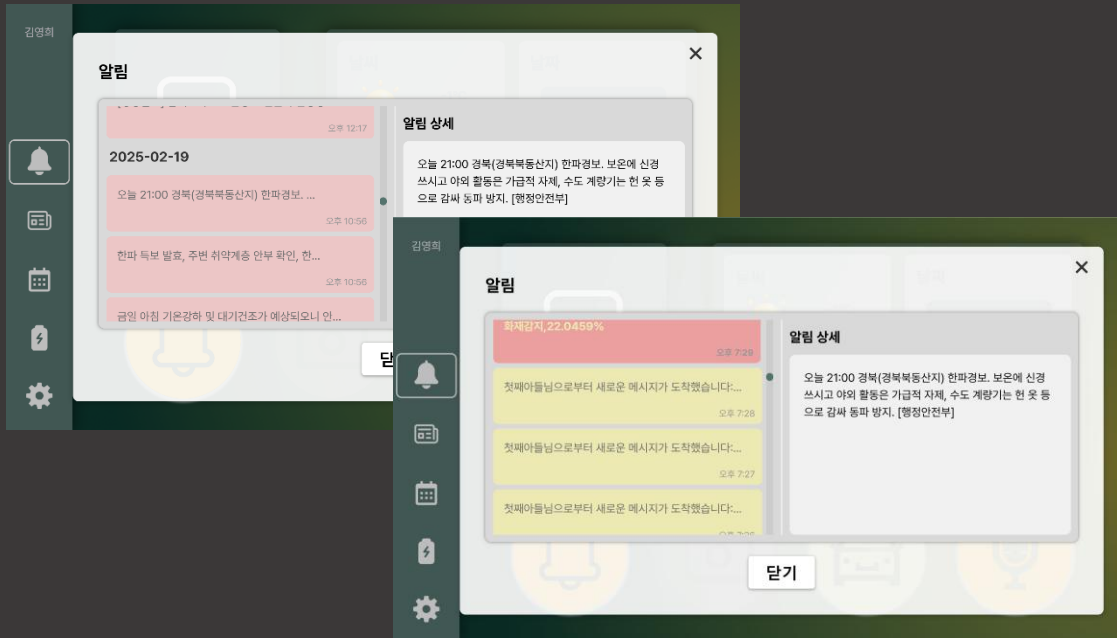 김영희
알림
오후 12:17
2025-02-19
오늘 21:00 경북(경북북동산지) 한파경보. ...
오후 10:56
한파 특보 발효, 주변 취약계층 안부 확인, 한...
오후 10:56
금일 아침 기온강하 및 대기건조가 예상되오니 안...
알림 상세
오늘 21:00 경북(경북북동산지) 한파경보. 보온에 신경
쓰시고 야외 활동은 가급적 자제, 수도 계량기는 헌 옷 등
으로 감싸 동파 방지. [행정안전부]
김영희
알림
화재감지,22.0459%
오후 7:29
첫째아들님으로부터 새로운 메시지가 도착했습니다:...
오후 7:28
첫째아들님으로부터 새로운 메시지가 도착했습니다:...
오후 7:27
첫째아들님으로부터 새로운 메시지가 도착했습니다:...
알림 상세
오늘 21:00 경북(경북북동산지) 한파경보. 보온에 신경
쓰시고 야외 활동은 가급적 자제, 수도 계량기는 헌 옷 등
으로 감싸 동파 방지. [행정안전부]
닫기